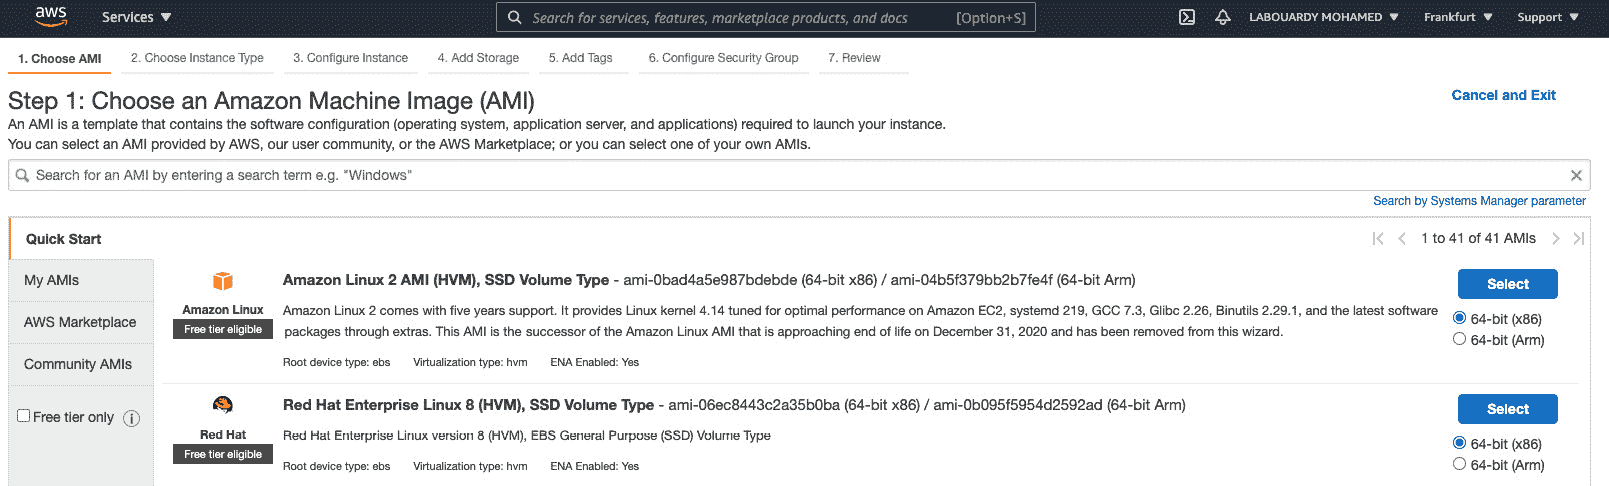 aws
Services
Search for services, features, marketplace products, and docs
[Option+S]
LABOUARDY MOHAMED
Frankfurt
Support
1. Choose AMI
2. Choose Instance Type
3. Configure Instance
4. Add Storage
5. Add Tags
6. Configure Security Group
7. Review
Step 1: Choose an Amazon Machine Image (AMI)
Cancel and Exit
An AMI is a template that contains the software configuration (operating system, application server, and applications) required to launch your instance.
You can select an AMI provided by AWS, our user community, or the AWS Marketplace; or you can select one of your own AMIs.
Search for an AMI by entering a search term e.g. "Windows"
Search by Systems Manager parameter
Quick Start
1 to 41 of 41 AMIs
My AMIs
AWS Marketplace
Community AMIs
Free tier only
Amazon Linux
Free tier eligible
Amazon Linux 2 AMI (HVM), SSD Volume Type - ami-0bad4a5e987bdebde (64-bit x86) / ami-04b5f379bb2b7fe4f (64-bit Arm)
Amazon Linux 2 comes with five years support. It provides Linux kernel 4.14 tuned for optimal performance on Amazon EC2, systemd 219, GCC 7.3, Glibc 2.26, Binutils 2.29.1, and the latest software
packages through extras. This AMI is the successor of the Amazon Linux AMI that is approaching end of life on December 31, 2020 and has been removed from this wizard.
Root device type: ebs
Virtualization type: hvm
ENA Enabled: Yes
Select
64-bit (x86)
64-bit (Arm)
Red Hat
Free tier eligible
Red Hat Enterprise Linux 8 (HVM), SSD Volume Type - ami-06ec8443c2a35b0ba (64-bit x86) / ami-0b095f5954d2592ad (64-bit Arm)
Red Hat Enterprise Linux version 8 (HVM), EBS General Purpose (SSD) Volume Type
Root device type: ebs
Virtualization type: hvm
ENA Enabled: Yes
Select
64-bit (x86)
64-bit (Arm)